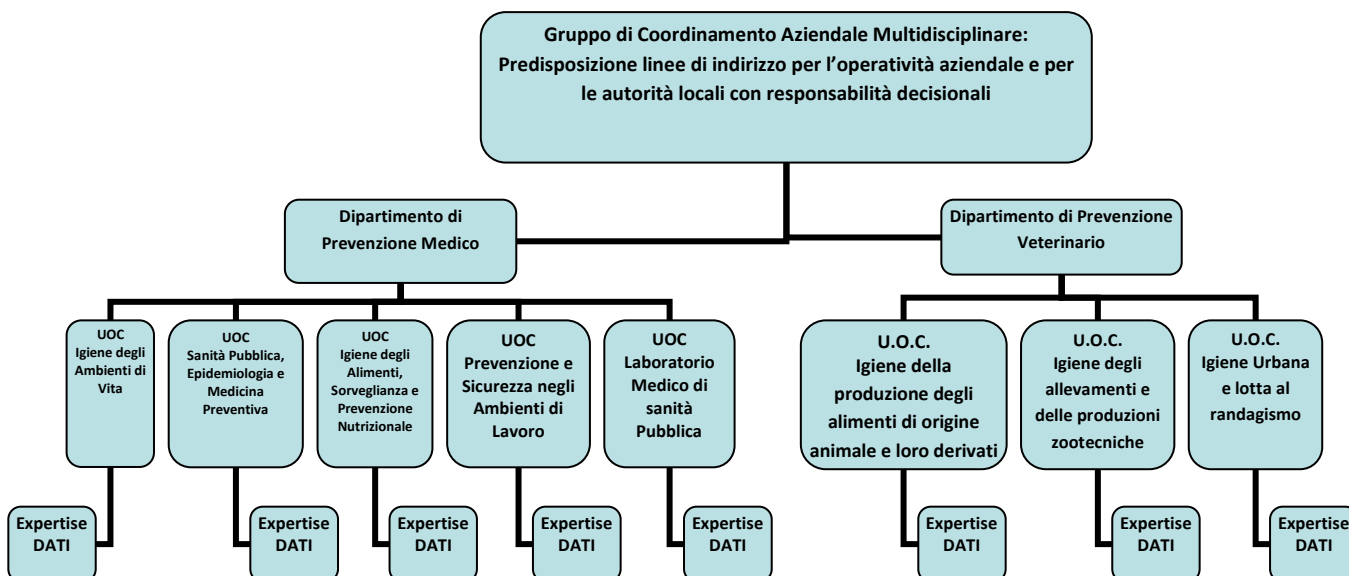 Gruppo di Coordinamento Aziendale Multidisciplinare:
Predisposizione linee di indirizzo per l'operatività aziendale e per
le autorità locali con responsabilità decisionali
Dipartimento di
Prevenzione Medico
Dipartimento di Prevenzione
Veterinario
UOC
Igiene degli
Ambienti di
Vita
UOC
Sanità Pubblica,
Epidemiologia e
Medicina
Preventiva
UOC
Igiene degli
Alimenti,
Sorveglianza e
Prevenzione
Nutrizionale
UOC
Prevenzione e
Sicurezza negli
Ambienti di
Lavoro
UOC
Laboratorio
Medico di
sanità
Pubblica
U.O.C.
Igiene della
produzione degli
alimenti di origine
animale e loro derivati
U.O.C.
Igiene degli
allevamenti e
delle produzioni
zootecniche
U.O.C.
Igiene Urbana
e lotta al
randagismo
Expertise
DATI
Expertise
DATI
Expertise
DATI
Expertise
DATI
Expertise
DATI
Expertise
DATI
Expertise
DATI
Expertise
DATI